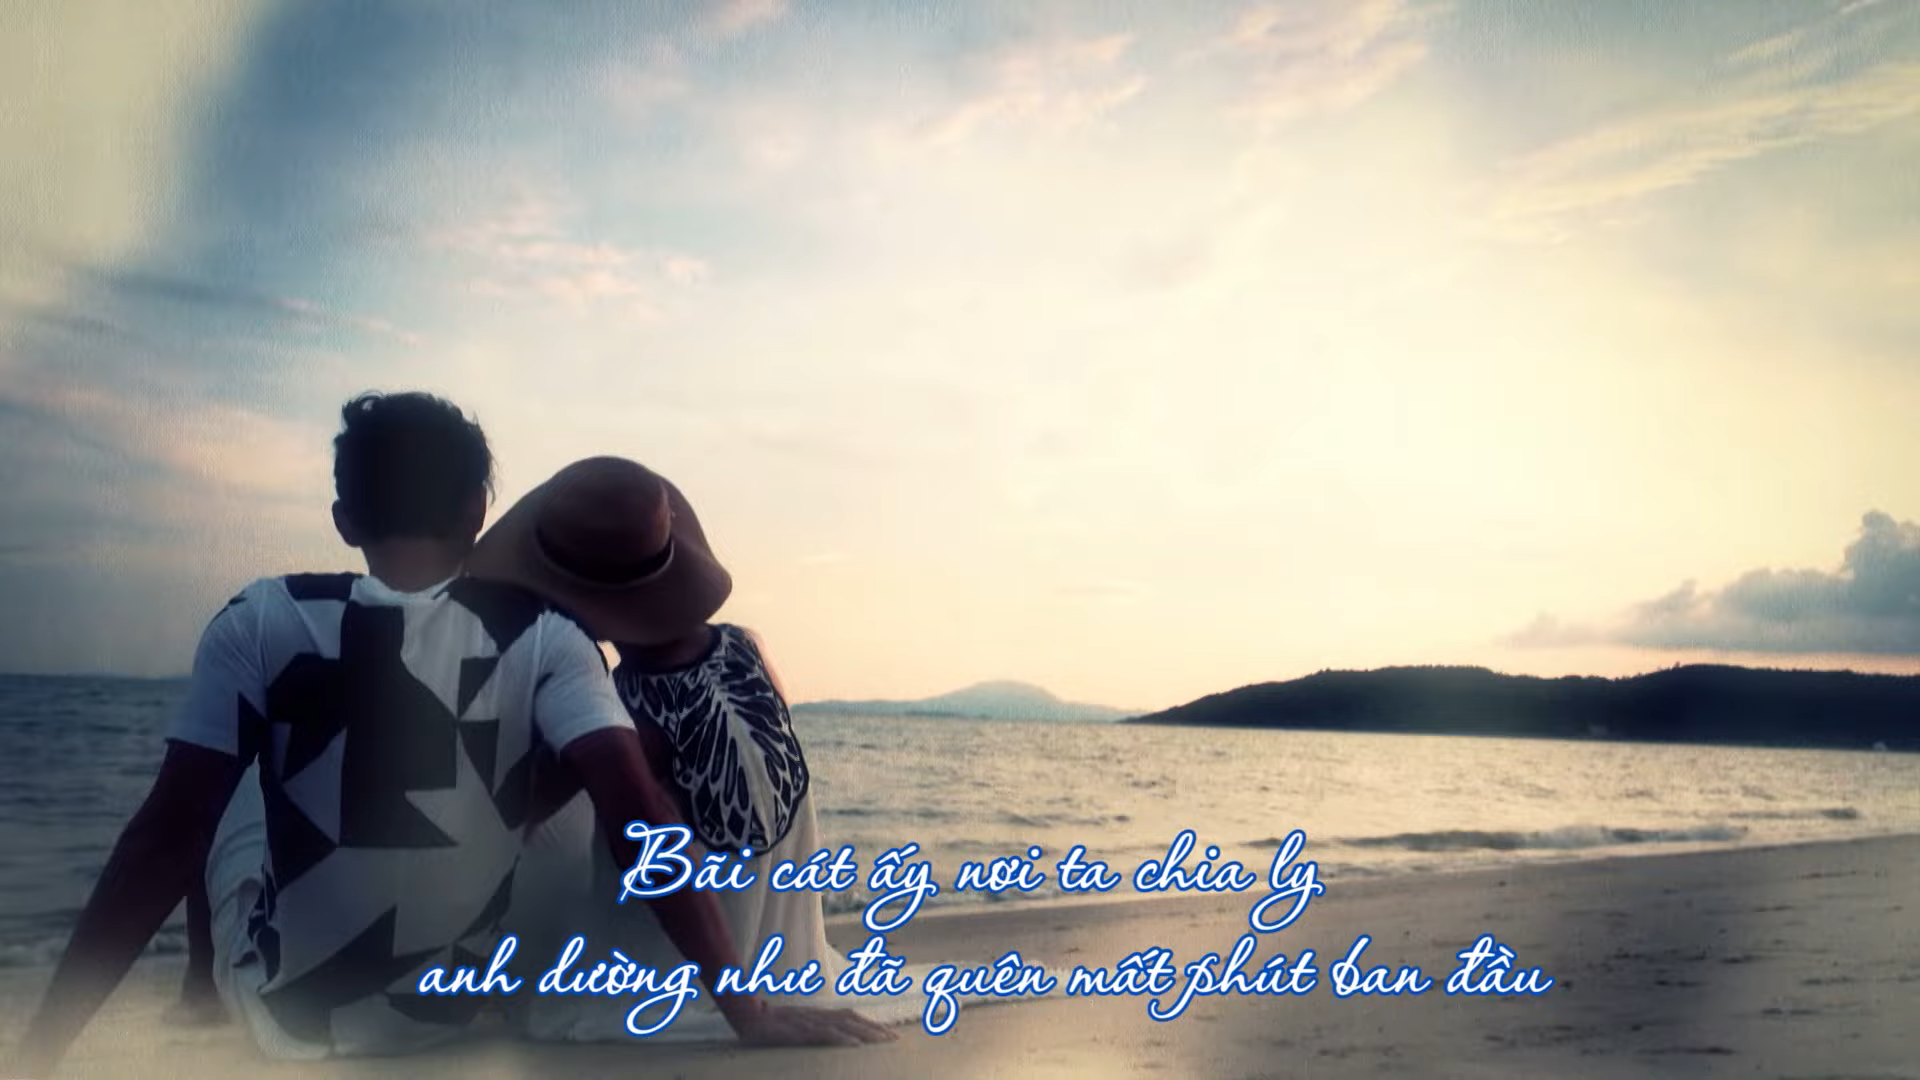 Bãi cát ấy nơi ta chia ly
anh dường như đã quên mất phút ban đầu